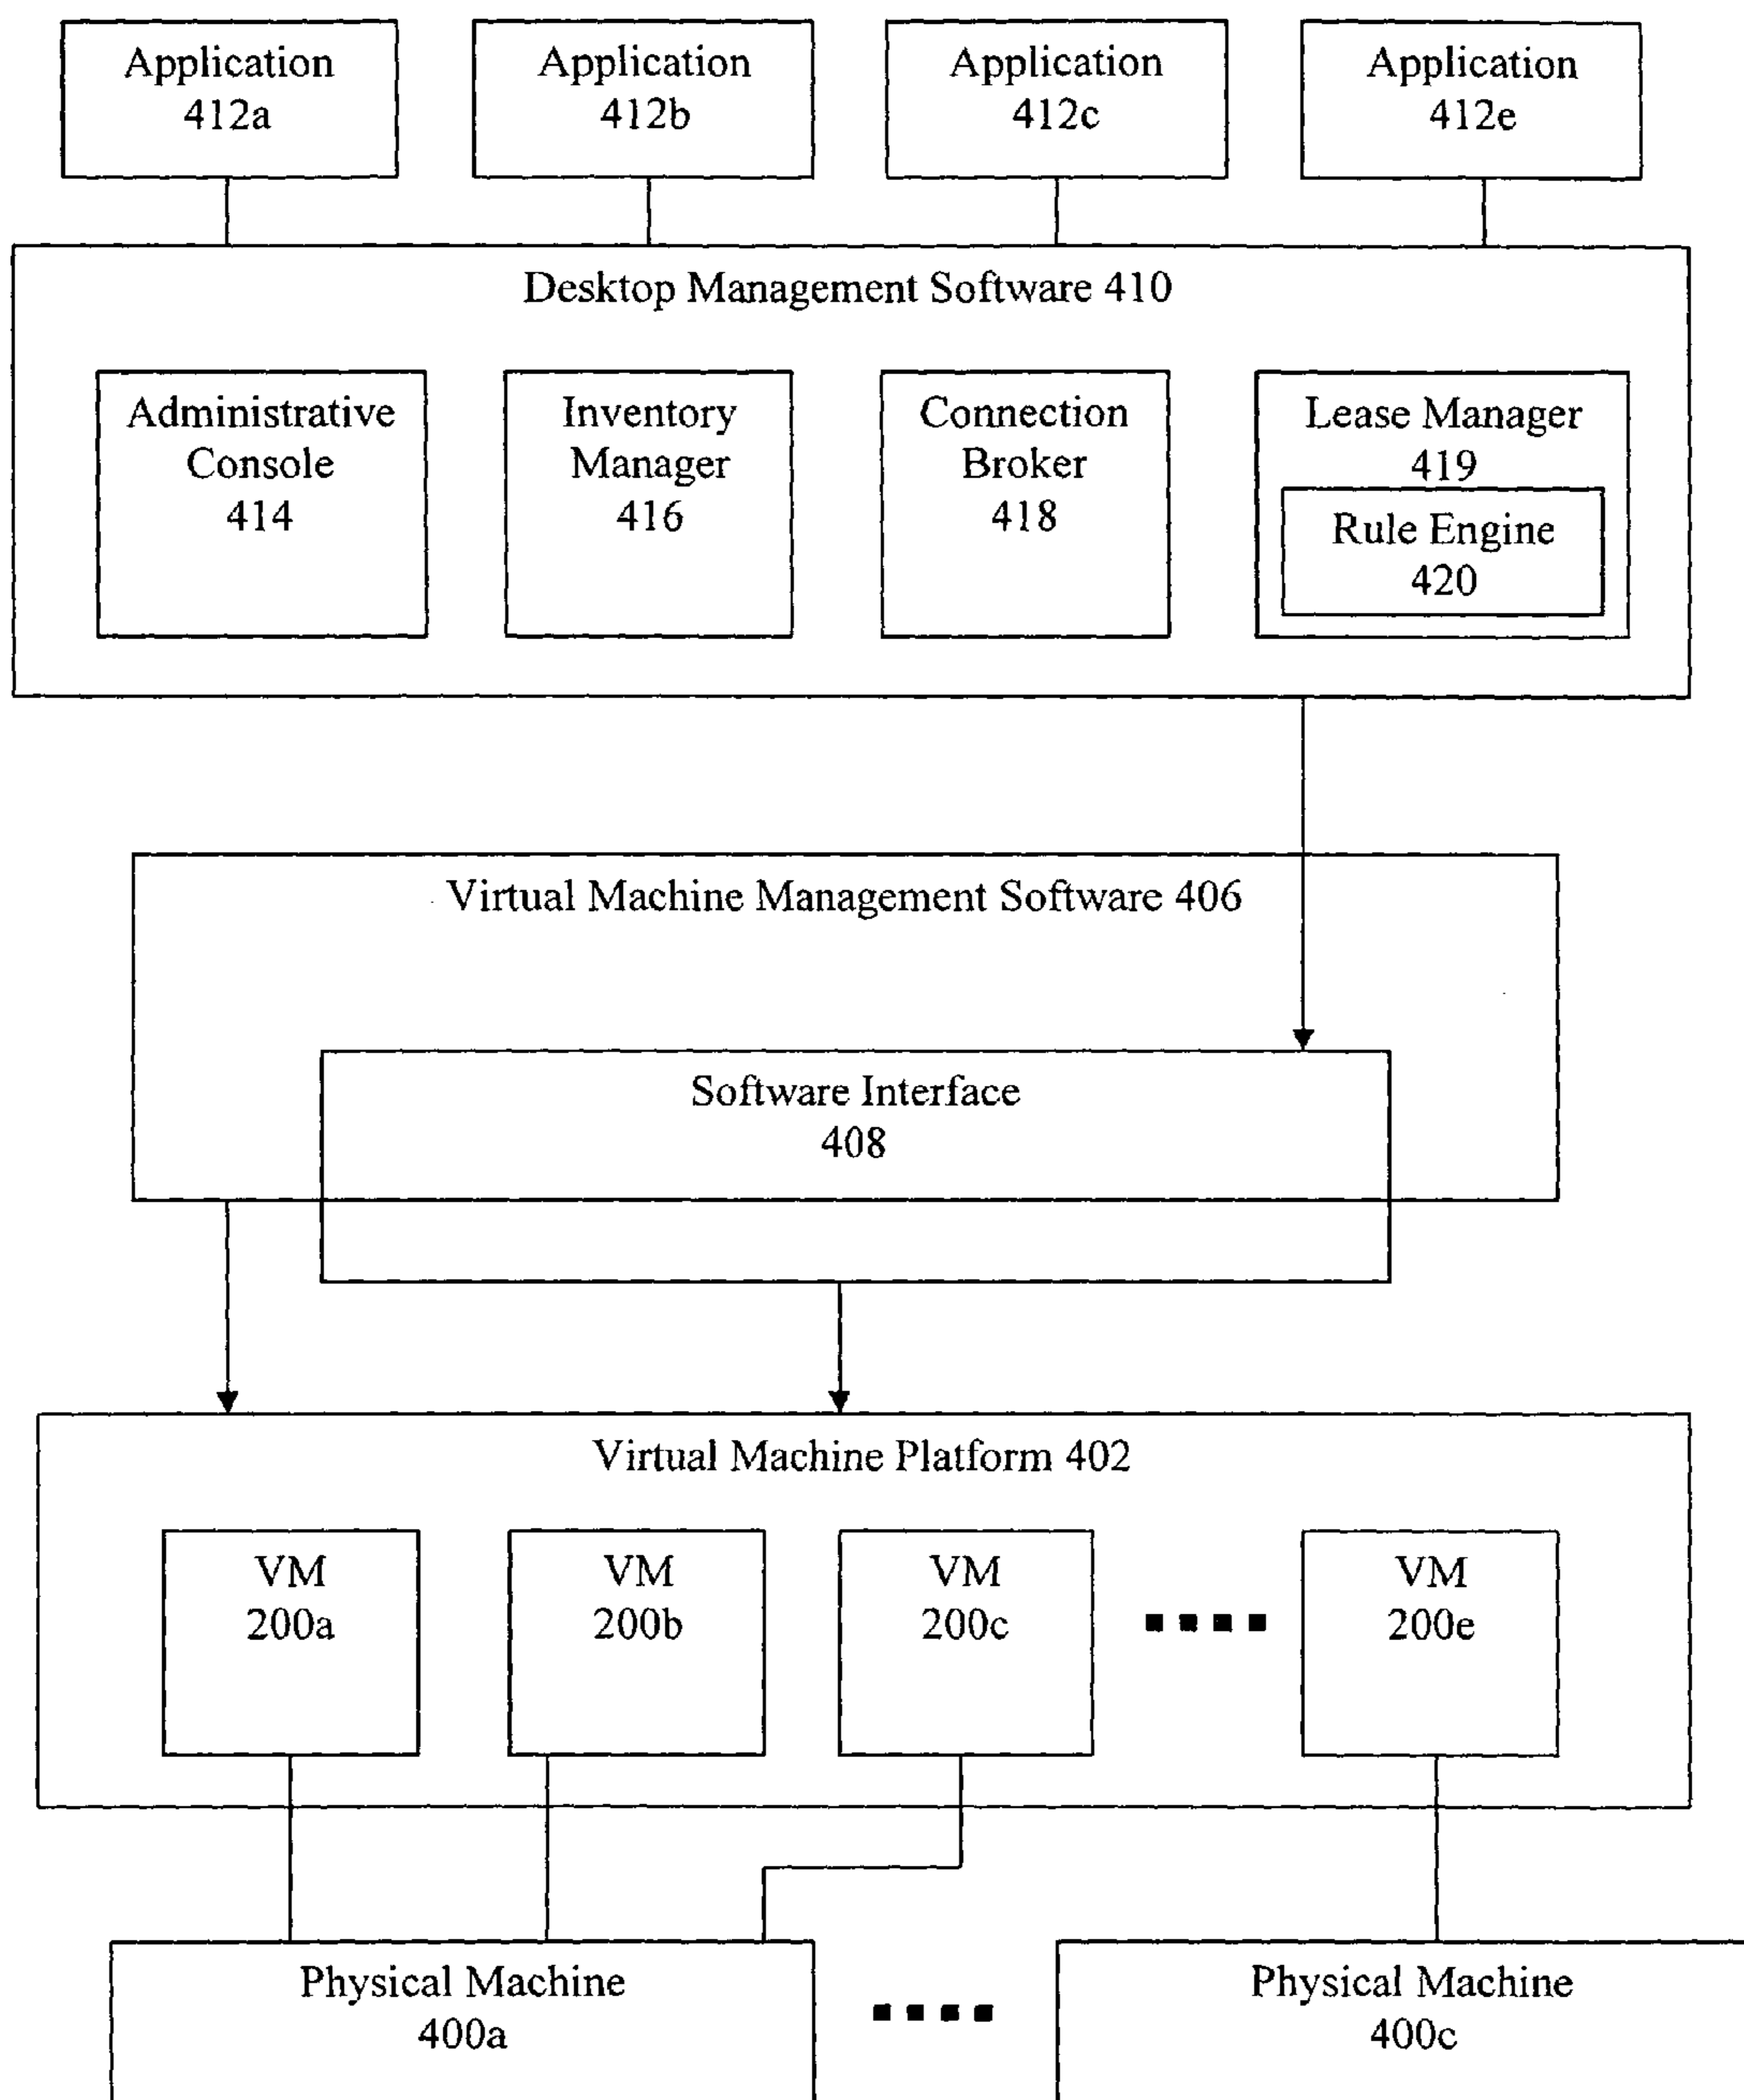 Application
412a
Application
412b
Application
412c
Application
412e
Desktop Management Software 410
Administrative
Console
414
Inventory
Manager
416
Connection
Broker
418
Lease Manager
419
Rule Engine
420
Virtual Machine Management Software 406
Software Interface
408
Virtual Machine Platform 402
VM
200a
VM
200b
VM
200c
VM
200e
Physical Machine
400a
Physical Machine
400c